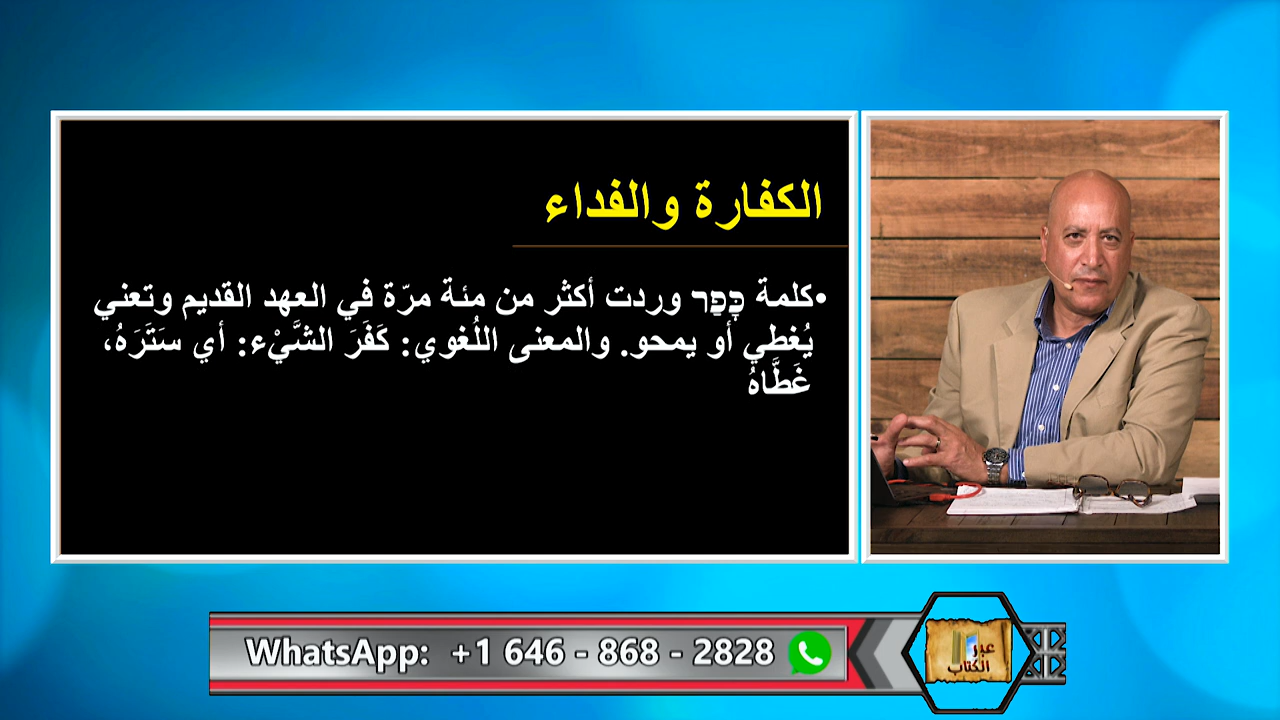 الكفارة والفداء
•كلمة כָּפַר وردت أكثر من مئة مرّة في العهد القديم وتعني
يُغطي أو يمحو. والمعنى اللُغوي: كَفَرَ الشَّيْء: أي سَتَرَهُ،
غَطَّاهُ
WhatsApp: +1 646 - 868 - 2828
عبر
الكتاب